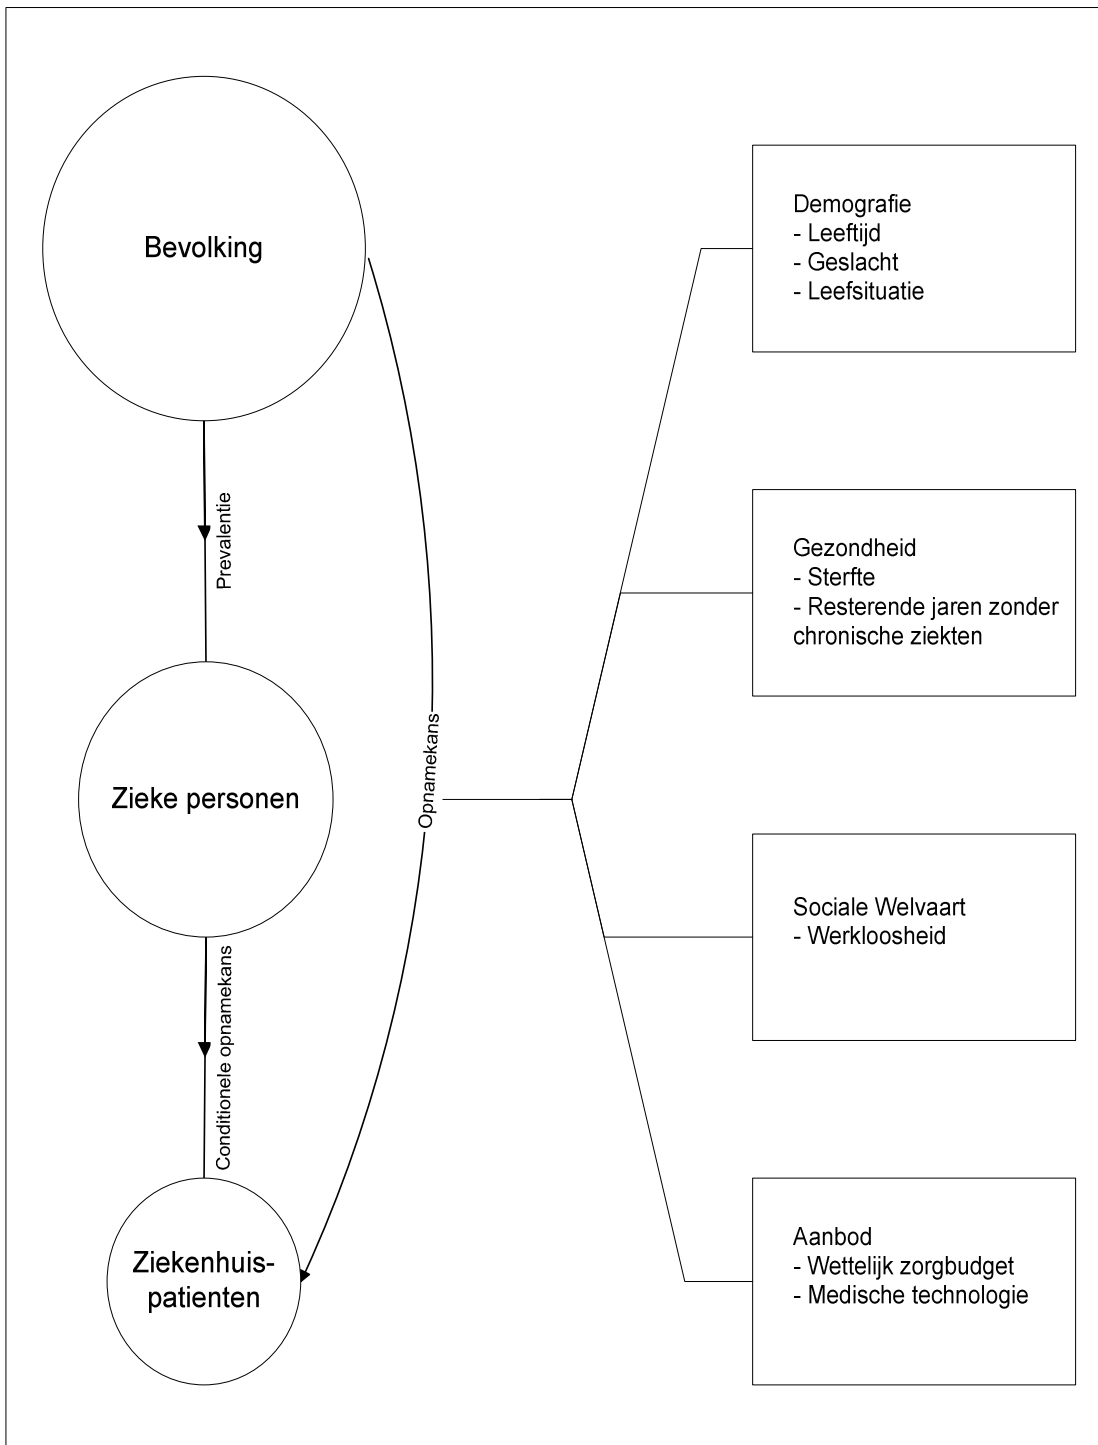 Bevolking
Prevalentie
Zieke personen
Conditionele opnamekans
Ziekenhuis-
patienten
Opnamekans
Demografie
- Leeftijd
- Geslacht
- Leefsituatie
Gezondheid
- Sterfte
- Resterende jaren zonder
chronische ziekten
Sociale Welvaart
- Werkloosheid
Aanbod
- Wettelijk zorgbudget
- Medische technologie